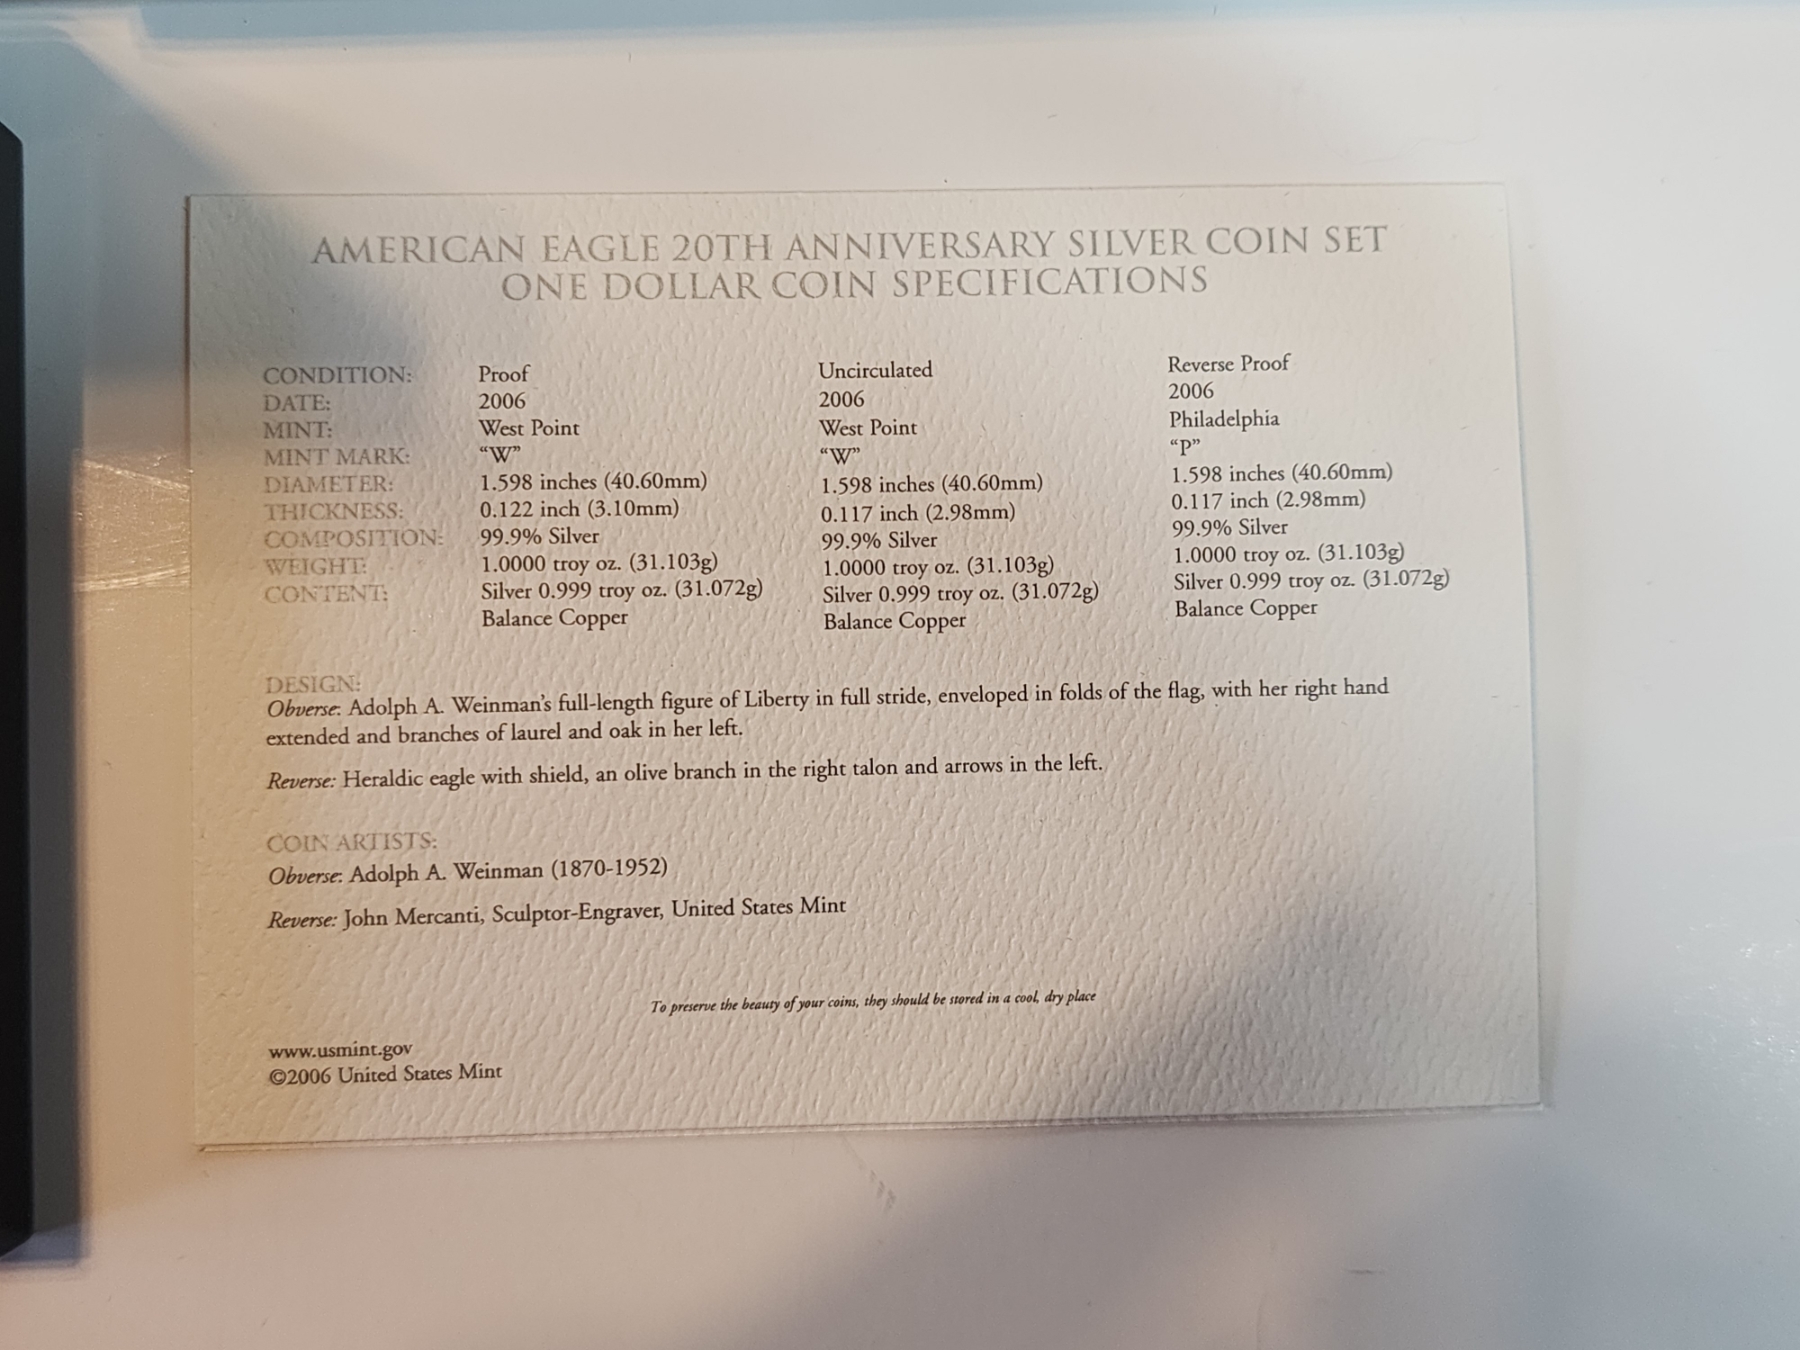 AMERICAN EAGLE 20TH ANNIVERSARY SILVER COIN SET
ONE DOLLAR COIN SPECIFICATIONS
CONDITION: Proof Uncirculated Reverse Proof
DATE: 2006 2006 2006
MINT: West Point West Point Philadelphia
MINT MARK: “W” “W” “P”
DIAMETER: 1.598 inches (40.60mm) 1.598 inches (40.60mm) 1.598 inches (40.60mm)
THICKNESS: 0.122 inch (3.10mm) 0.117 inch (2.98mm) 0.117 inch (2.98mm)
COMPOSITION: 99.9% Silver 99.9% Silver 99.9% Silver
WEIGHT: 1.0000 troy oz. (31.103g) 1.0000 troy oz. (31.103g) 1.0000 troy oz. (31.103g)
CONTENT: Silver 0.999 troy oz. (31.072g) Silver 0.999 troy oz. (31.072g) Silver 0.999 troy oz. (31.072g)
Balance Copper Balance Copper Balance Copper
DESIGN:
Obverse: Adolph A. Weinman’s full-length figure of Liberty in full stride, enveloped in folds of the flag, with her right hand
extended and branches of laurel and oak in her left.
Reverse: Heraldic eagle with shield, an olive branch in the right talon and arrows in the left.
COIN ARTISTS:
Obverse: Adolph A. Weinman (1870-1952)
Reverse: John Mercanti, Sculptor-Engraver, United States Mint
To preserve the beauty of your coins, they should be stored in a cool, dry place
www.usmint.gov
©2006 United States Mint